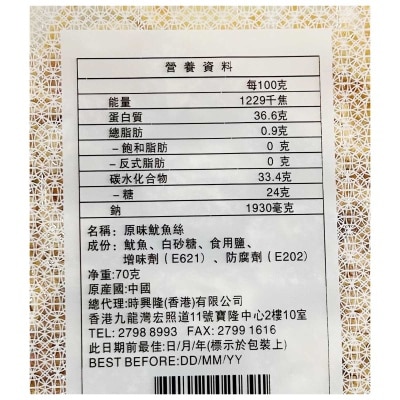 營養資料
每100克
能量 1229千焦
蛋白質 36.6克
總脂肪 0.9克
–飽和脂肪 0 克
–反式脂肪 0 克
碳水化合物 33.4克
–糖 24克
鈉 1930毫克
名稱：原味魷魚絲
成份：魷魚、白砂糖、食用鹽、
增味劑（E621）、防腐劑（E202）
净重:70克
原產國:中國
總代理:時興隆(香港)有限公司
香港九龍灣宏照道11號寶隆中心2樓10室
TEL: 2798 8993 FAX: 2799 1616
此日期前最佳:日/月/年(標示於包裝上)
BEST BEFORE:DD/MM/YY